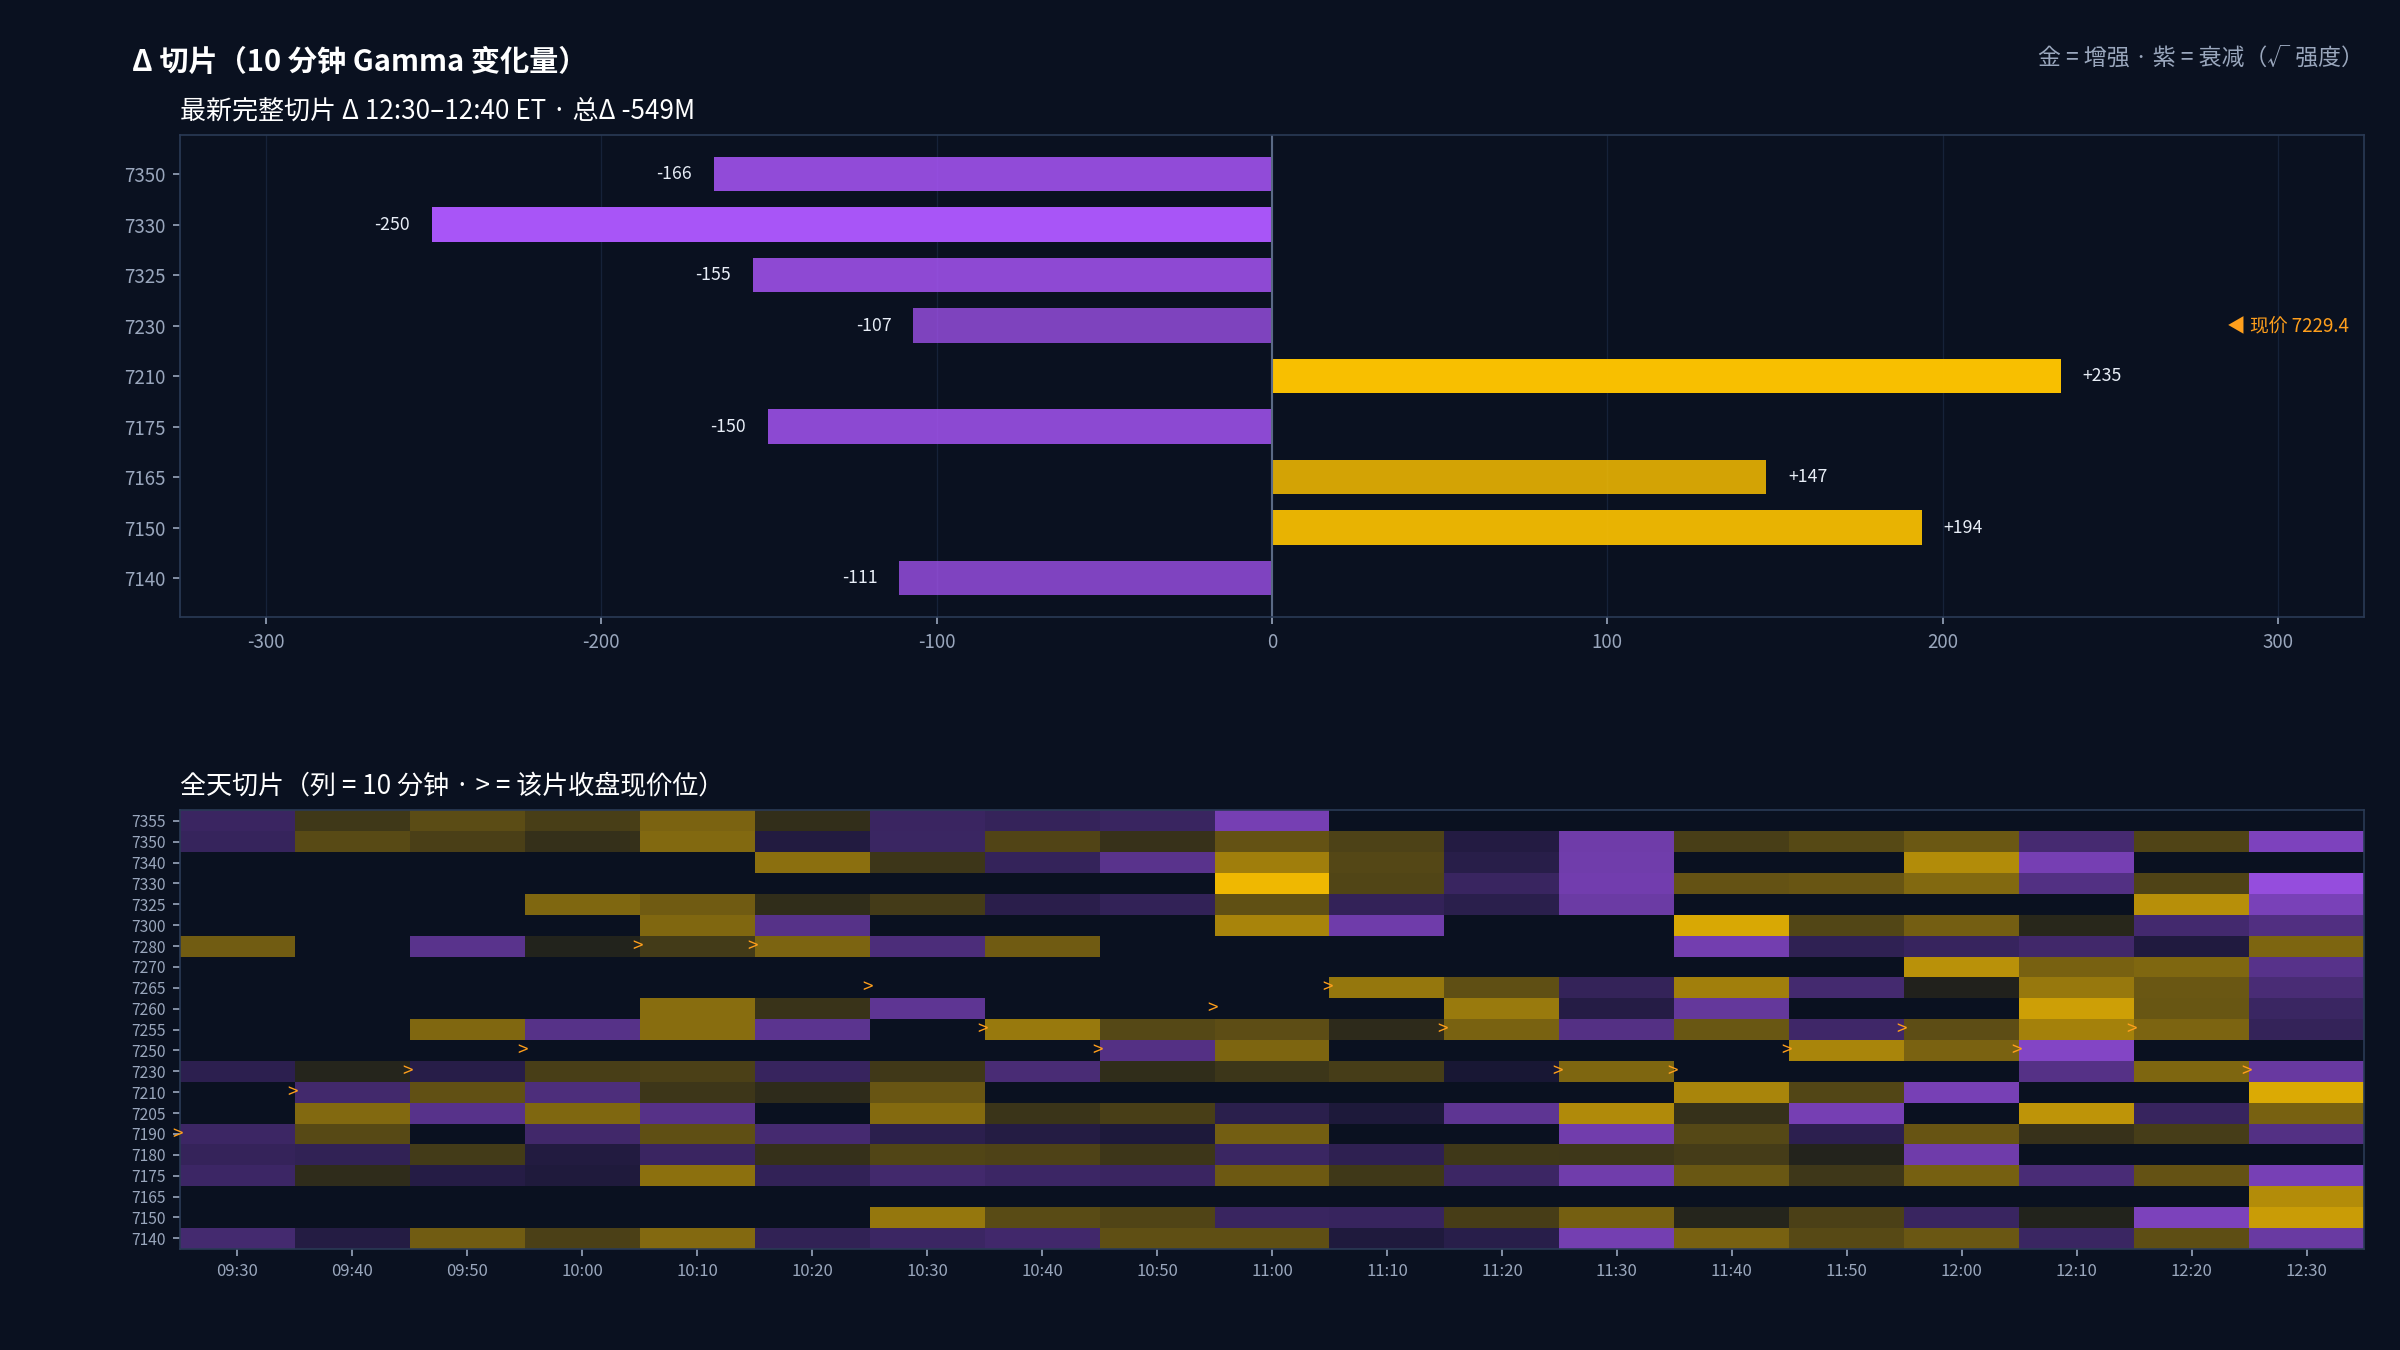 Δ 切片（10 分钟 Gamma 变化量）
金 = 增强 · 紫 = 衰减（√ 强度）
最新完整切片 Δ 12:30–12:40 ET · 总Δ -549M
7350 -166
7330 -250
7325 -155
7230 -107 ◀ 现价 7229.4
7210 +235
7175 -150
7165 +147
7150 +194
7140 -111
-300 -200 -100 0 100 200 300
全天切片（列 = 10 分钟 · > = 该片收盘现价位）
7355
7350
7340
7330
7325
7300
7280 > >
7270
7265 > >
7260 >
7255 > > > >
7250 > > > >
7230 > > > >
7210 >
7205
7190 >
7180
7175
7165
7150
7140
09:30 09:40 09:50 10:00 10:10 10:20 10:30 10:40 10:50 11:00 11:10 11:20 11:30 11:40 11:50 12:00 12:10 12:20 12:30